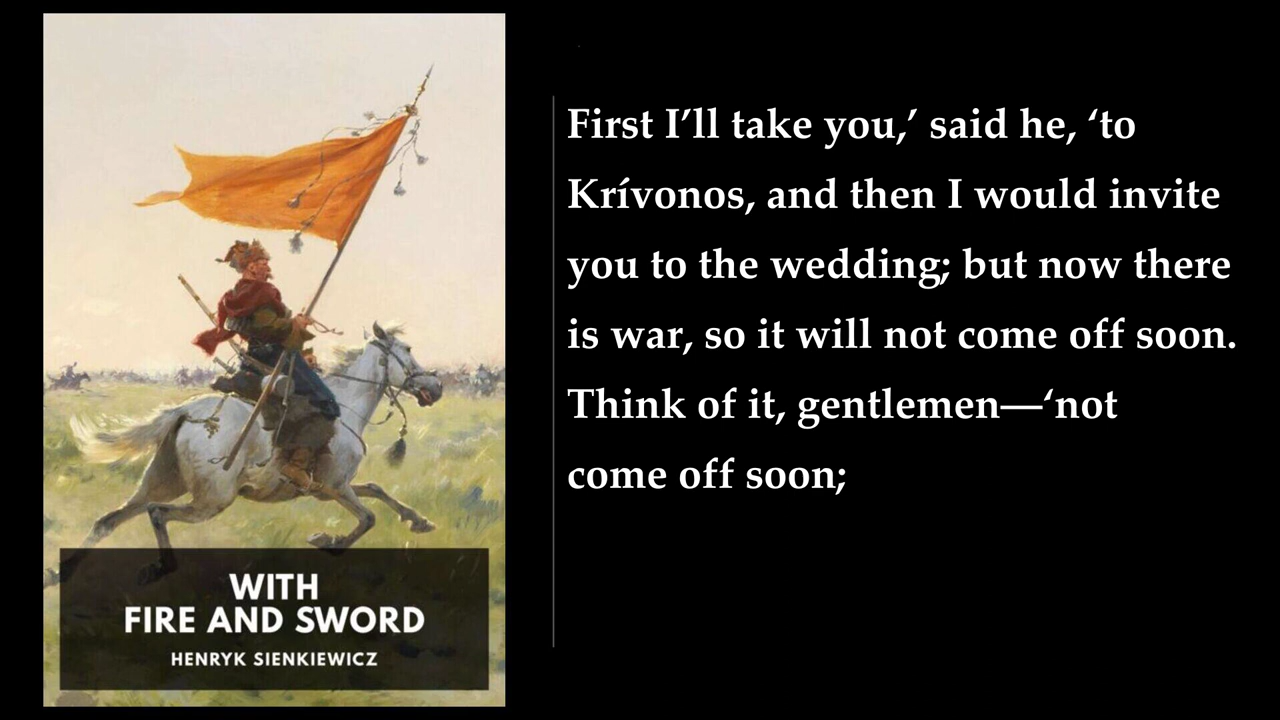 First I’ll take you,’ said he, ‘to
Krívonos, and then I would invite
you to the wedding; but now there
is war, so it will not come off soon.
Think of it, gentlemen—‘not
come off soon;
WITH
FIRE AND SWORD
HENRYK SIENKIEWICZ